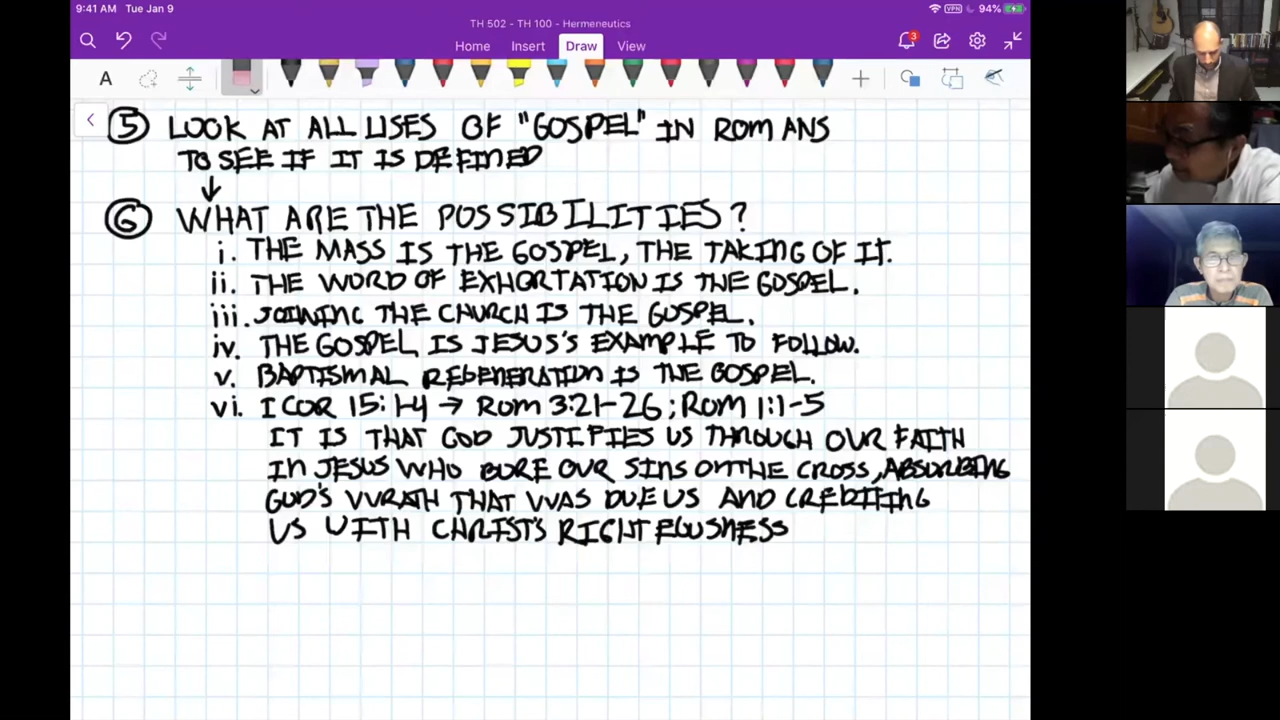 9:41 AM Tue Jan 9
VPN 94%
TH 502 - TH 100 - Hermeneutics
Home Insert Draw View
3
A
5 LOOK AT ALL USES OF "GOSPEL" IN ROMANS
TO SEE IF IT IS DEFINED
6 WHAT ARE THE POSSIBILITIES?
i. THE MASS IS THE GOSPEL, THE TAKING OF IT.
ii. THE WORD OF EXHORTATION IS THE GOSPEL.
iii. JOINING THE CHURCH IS THE GOSPEL.
iv. THE GOSPEL IS JESUS'S EXAMPLE TO FOLLOW.
v. BAPTISMAL REGENERATION IS THE GOSPEL.
vi. I COR 15:1-4 → ROM 3:21-26; ROM 1:1-5
IT IS THAT GOD JUSTIFIES US THROUGH OUR FAITH
IN JESUS WHO BORE OUR SINS ON THE CROSS, ABSORBING
GOD'S WRATH THAT WAS DUE US AND CREDITING
US WITH CHRIST'S RIGHTEOUSNESS